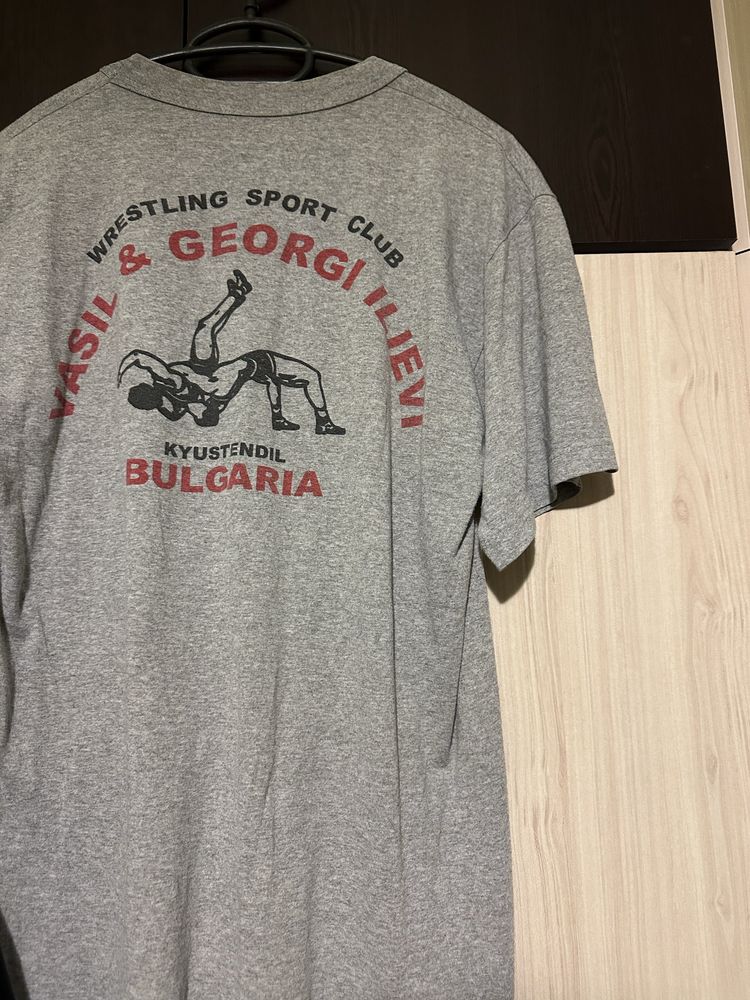 WRESTLING SPORT CLUB
VASIL & GEORGI ILIEVI
KYUSTENDIL
BULGARIA